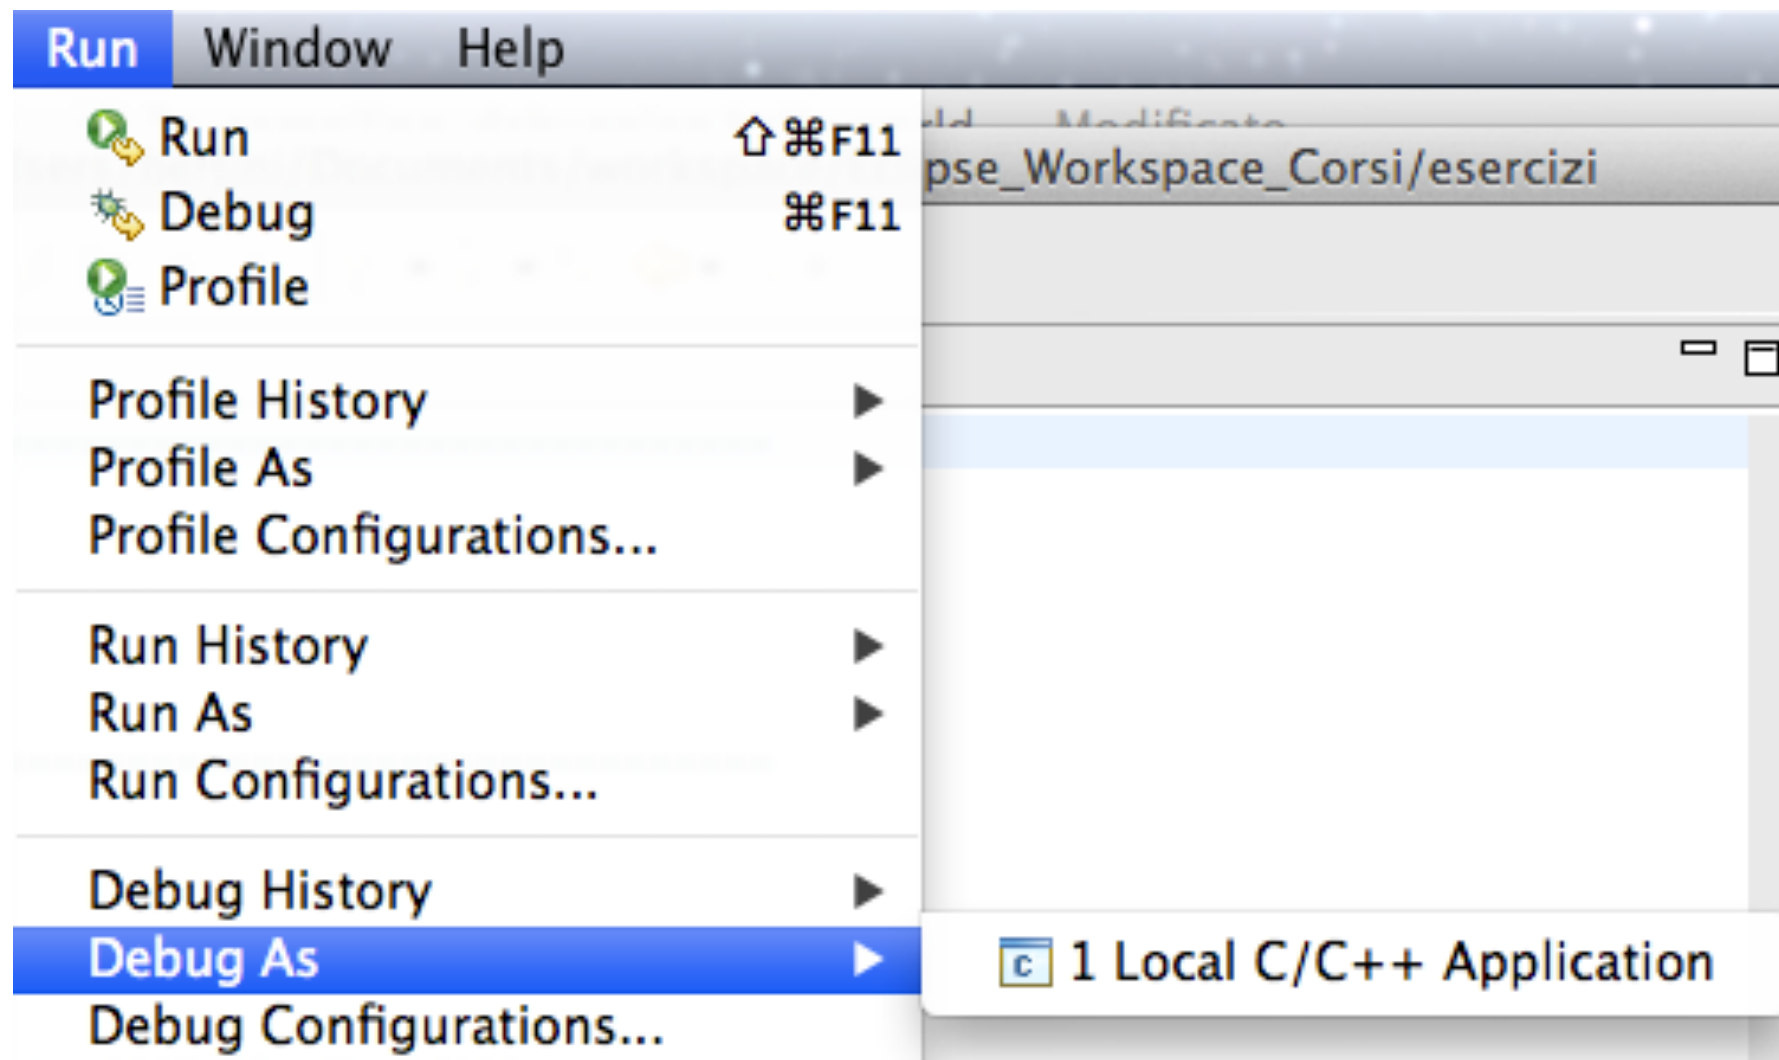 Run Window Help
Run ⇧⌘F11
pse_Workspace_Corsi/esercizi
Debug ⌘F11
Profile
Profile History
Profile As
Profile Configurations...
Run History
Run As
Run Configurations...
Debug History
Debug As
1 Local C/C++ Application
Debug Configurations...